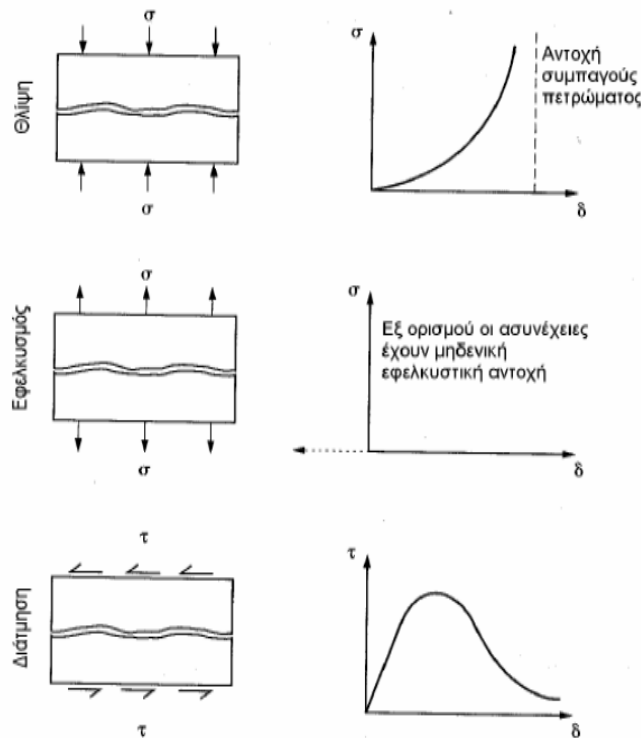 σ
Θλίψη
σ
σ
Αντοχή
συμπαγούς
πετρώματος
δ
σ
Εφελκυσμός
σ
σ
Εξ ορισμού οι ασυνέχειες
έχουν μηδενική
εφελκυστική αντοχή
δ
τ
Διάτμηση
τ
τ
δ